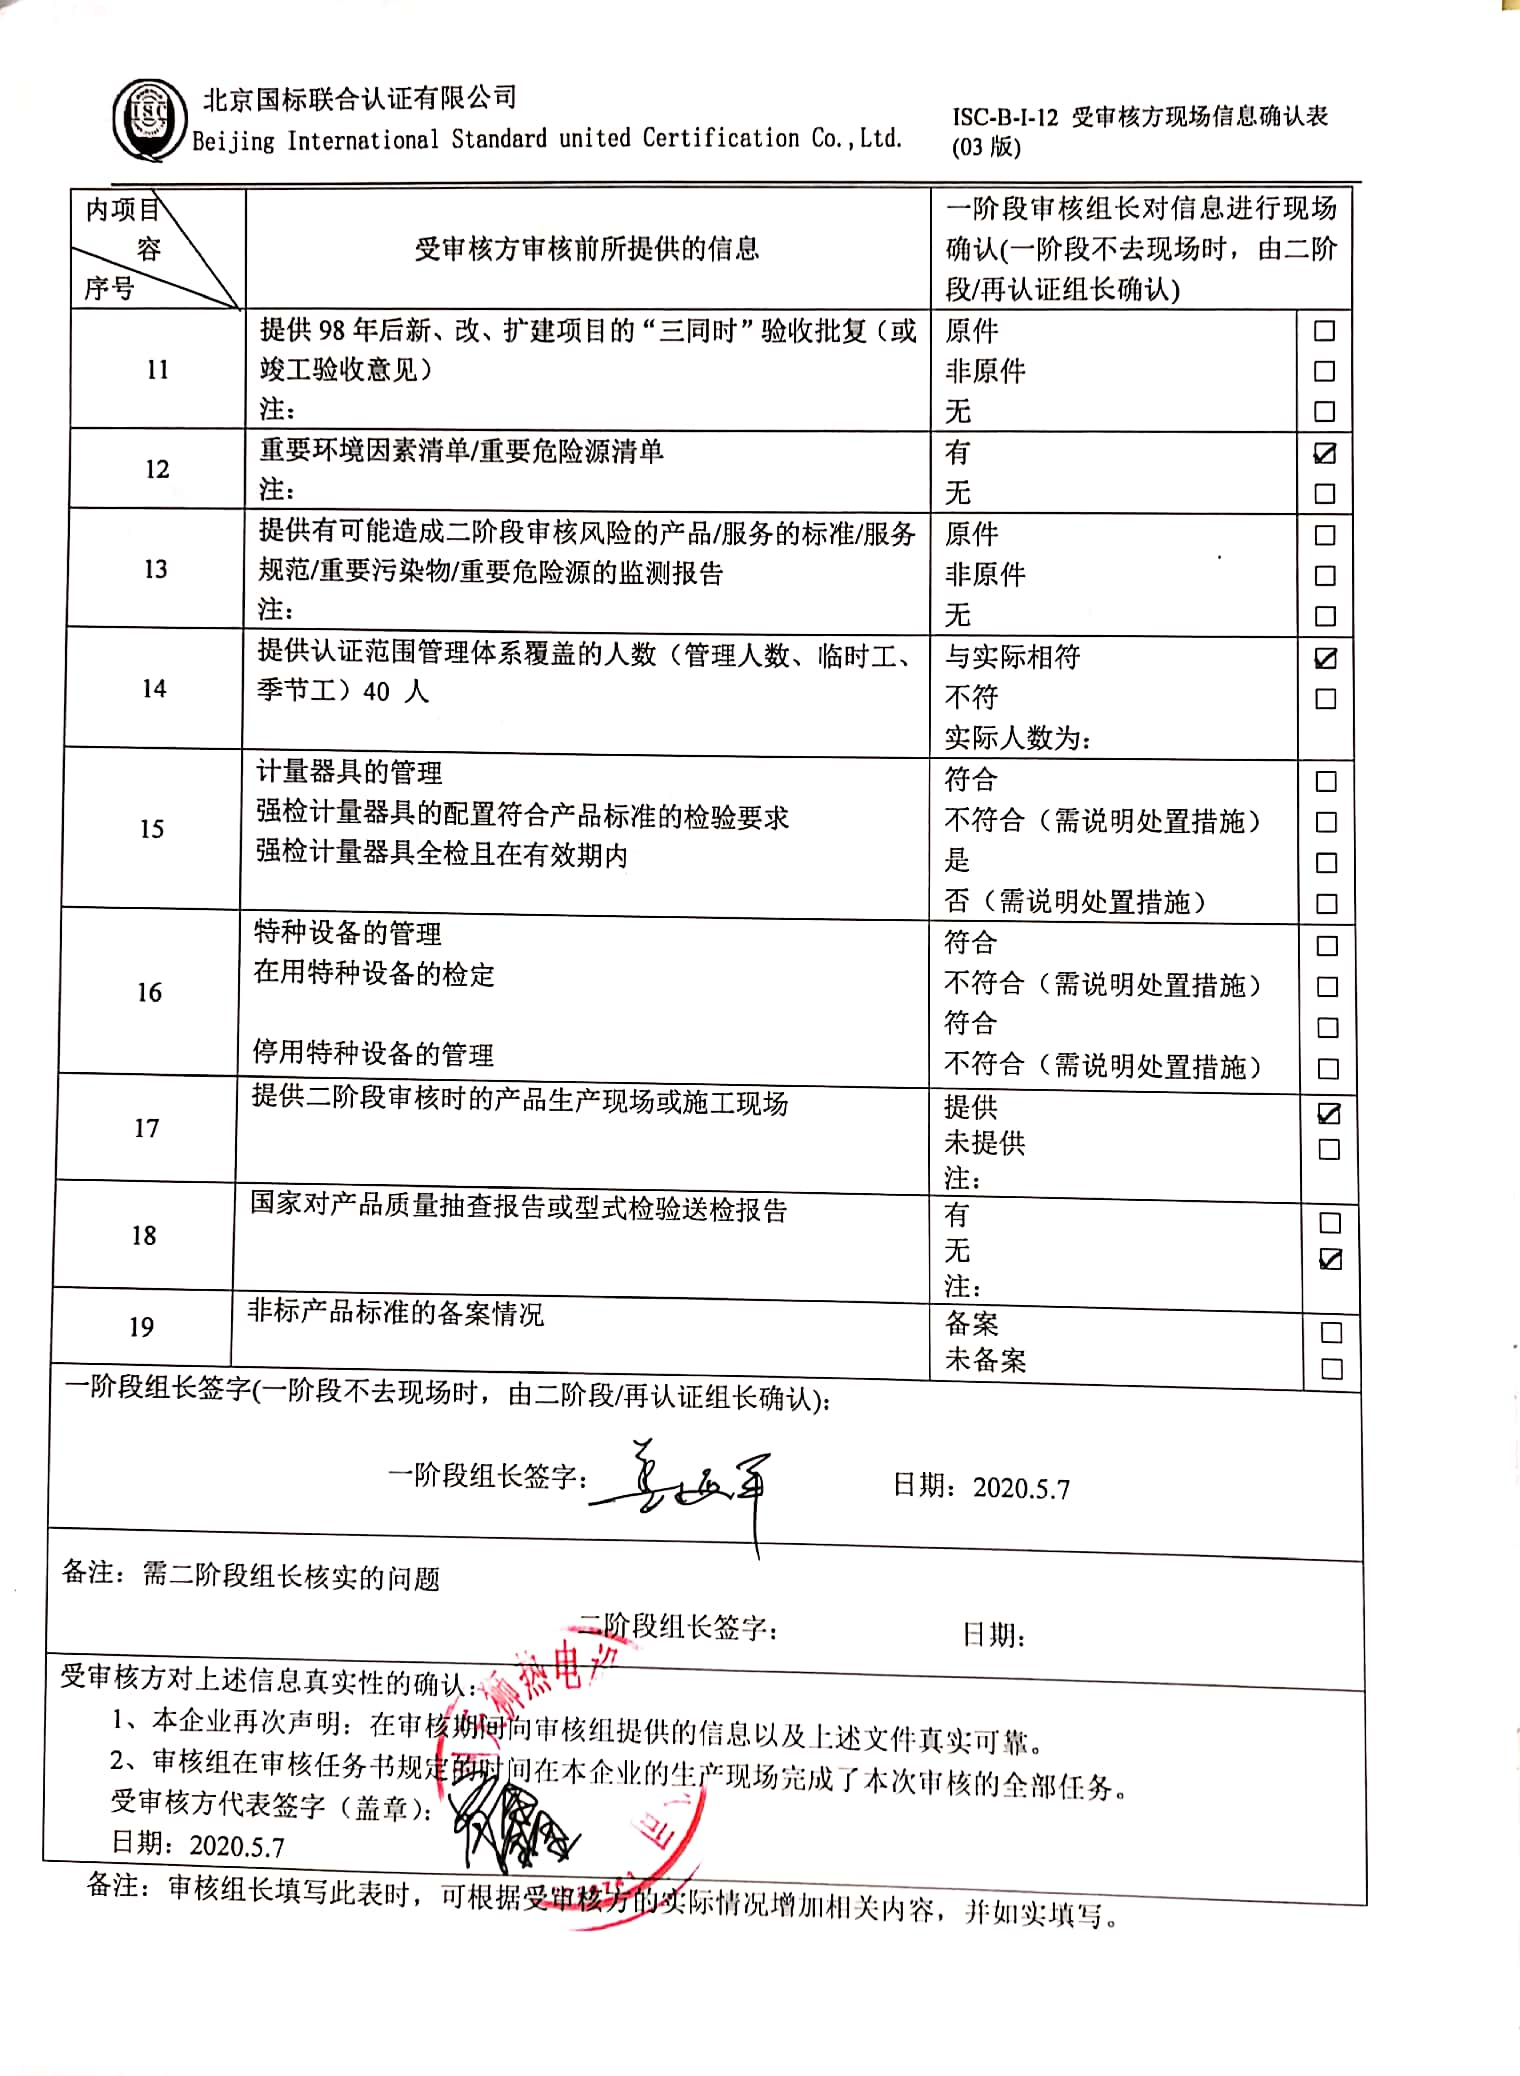 北京国标联合认证有限公司
Beijing International Standard united Certification Co.,Ltd.
ISC-B-I-12 受审核方现场信息确认表
(03 版)
ISC
内项目
容
序号
受审核方审核前所提供的信息
一阶段审核组长对信息进行现场
确认(一阶段不去现场时，由二阶
段/再认证组长确认)
11
提供 98 年后新、改、扩建项目的“三同时”验收批复（或
竣工验收意见）
注：
原件 □
非原件 □
无 □
12
重要环境因素清单/重要危险源清单
注：
有 ☑
无 □
13
提供有可能造成二阶段审核风险的产品/服务的标准/服务
规范/重要污染物/重要危险源的监测报告
注：
原件 □
非原件 □
无 □
14
提供认证范围管理体系覆盖的人数（管理人数、临时工、
季节工）40 人
与实际相符 ☑
不符 □
实际人数为：
15
计量器具的管理
强检计量器具的配置符合产品标准的检验要求
强检计量器具全检且在有效期内
符合 □
不符合（需说明处置措施） □
是 □
否（需说明处置措施） □
16
特种设备的管理
在用特种设备的检定
停用特种设备的管理
符合 □
不符合（需说明处置措施） □
符合 □
不符合（需说明处置措施） □
17
提供二阶段审核时的产品生产现场或施工现场
提供 ☑
未提供 □
注：
18
国家对产品质量抽查报告或型式检验送检报告
有 □
无 ☑
注：
19
非标产品标准的备案情况
备案 □
未备案 □
一阶段组长签字(一阶段不去现场时，由二阶段/再认证组长确认)：
一阶段组长签字： 日期：2020.5.7
备注：需二阶段组长核实的问题
二阶段组长签字： 日期：
受审核方对上述信息真实性的确认：
1、本企业再次声明：在审核期间向审核组提供的信息以及上述文件真实可靠。
2、审核组在审核任务书规定的时间在本企业的生产现场完成了本次审核的全部任务。
受审核方代表签字（盖章）：
日期：2020.5.7
狮热电
备注：审核组长填写此表时，可根据受审核方的实际情况增加相关内容，并如实填写。